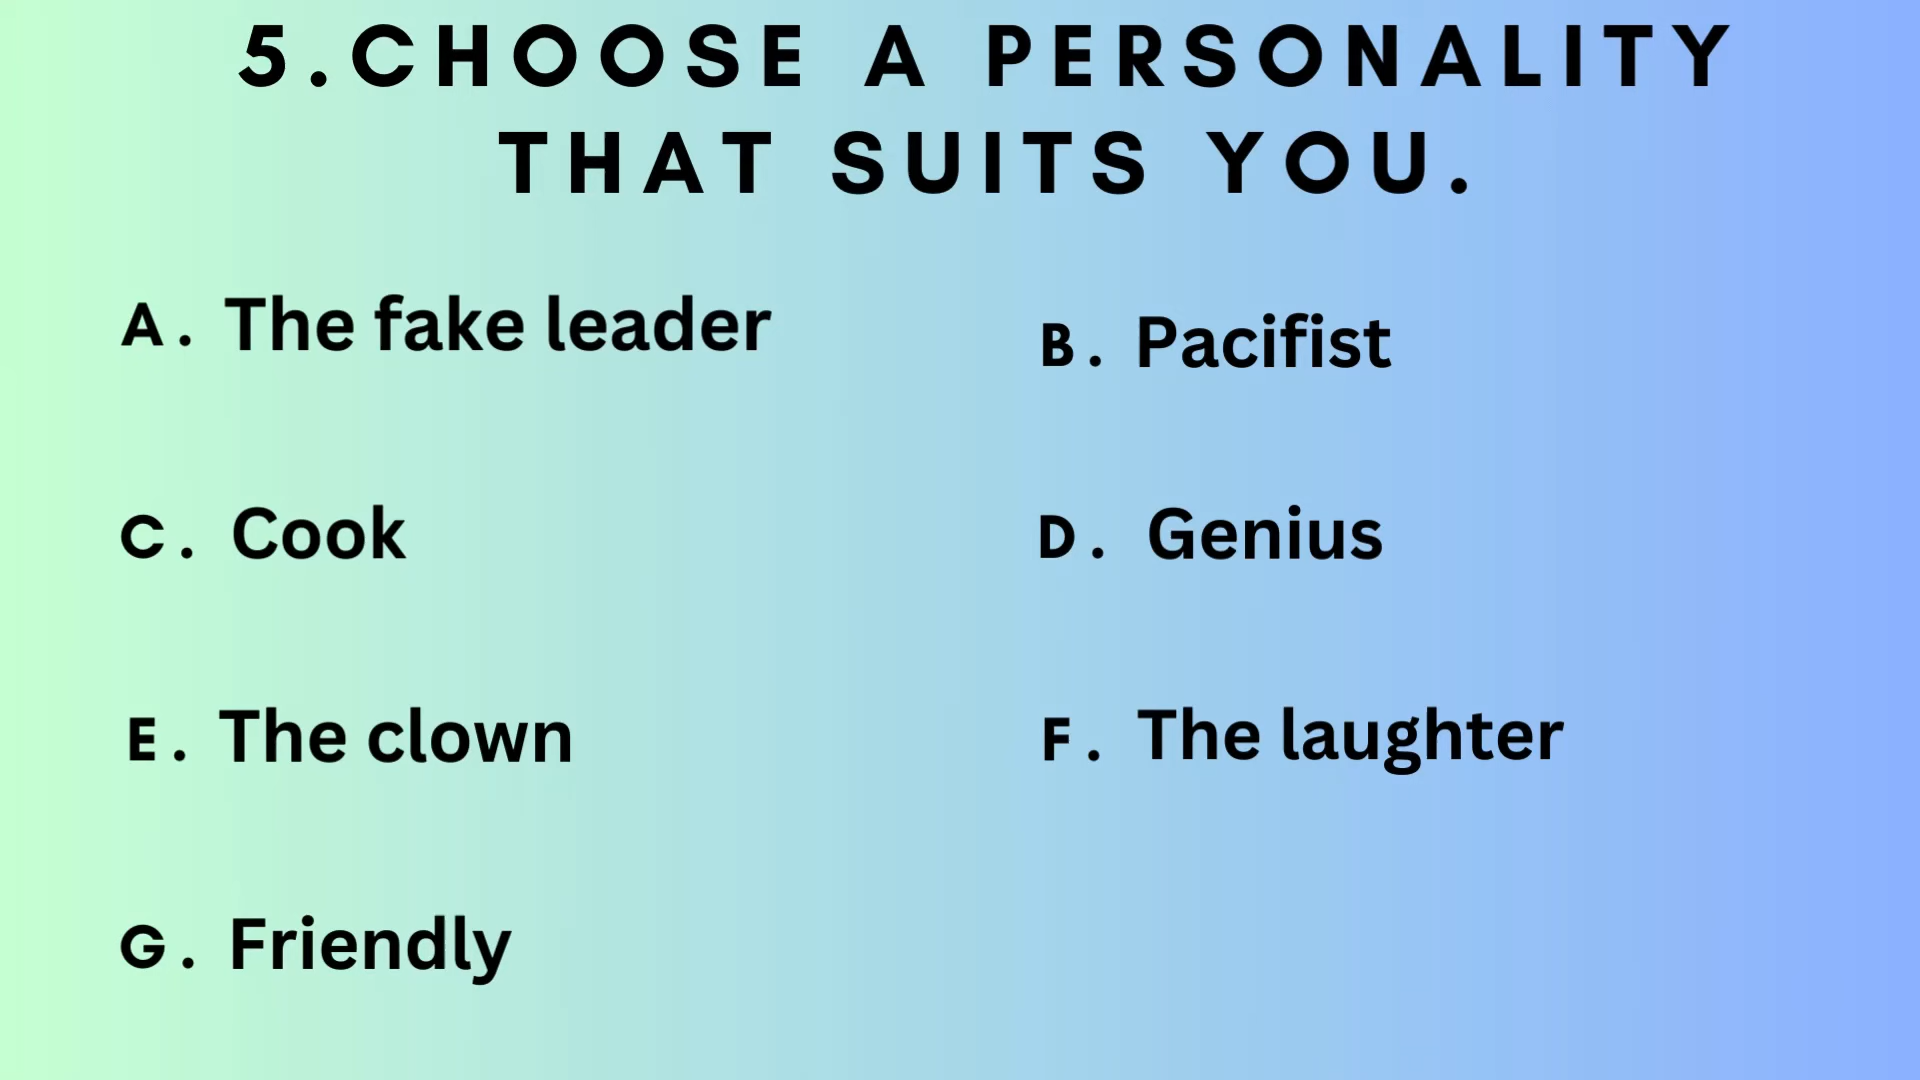 5.CHOOSE A PERSONALITY
THAT SUITS YOU.
A. The fake leader
B. Pacifist
C. Cook
D. Genius
E. The clown
F. The laughter
G. Friendly